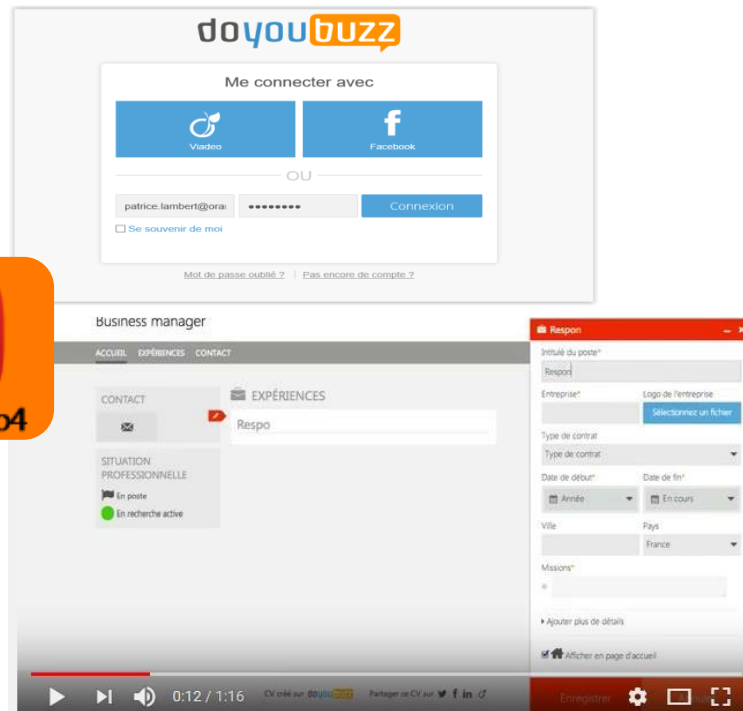 doyoubuzz
Me connecter avec
Viadeo
Facebook
OU
patrice.lambert@ora
Connexion
Se souvenir de moi
Mot de passe oublié ? | Pas encore de compte ?
Business manager
ACCUEIL EXPÉRIENCES CONTACT
CONTACT
SITUATION
PROFESSIONNELLE
En poste
En recherche active
EXPÉRIENCES
Respo
Respon
Intitulé du poste*
Respon
Entreprise* Logo de l'entreprise
Sélectionnez un fichier
Type de contrat
Type de contrat
Date de début* Date de fin*
Année En cours
Ville Pays
France
Missions*
Ajouter plus de détails
Afficher en page d'accueil
Enregistrer
0:12 / 1:16
CV créé sur doyoubuzz Partager ce CV sur